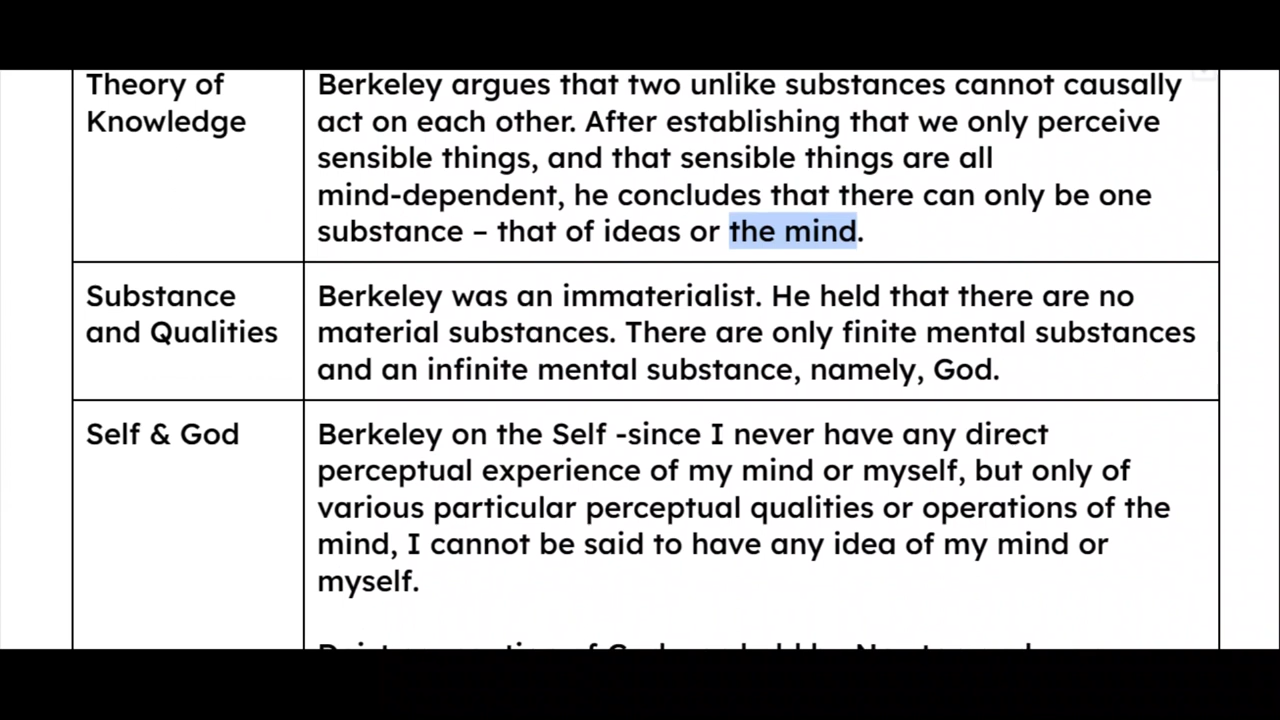 Theory of
Knowledge
Berkeley argues that two unlike substances cannot causally
act on each other. After establishing that we only perceive
sensible things, and that sensible things are all
mind-dependent, he concludes that there can only be one
substance – that of ideas or the mind.
Substance
and Qualities
Berkeley was an immaterialist. He held that there are no
material substances. There are only finite mental substances
and an infinite mental substance, namely, God.
Self & God
Berkeley on the Self -since I never have any direct
perceptual experience of my mind or myself, but only of
various particular perceptual qualities or operations of the
mind, I cannot be said to have any idea of my mind or
myself.